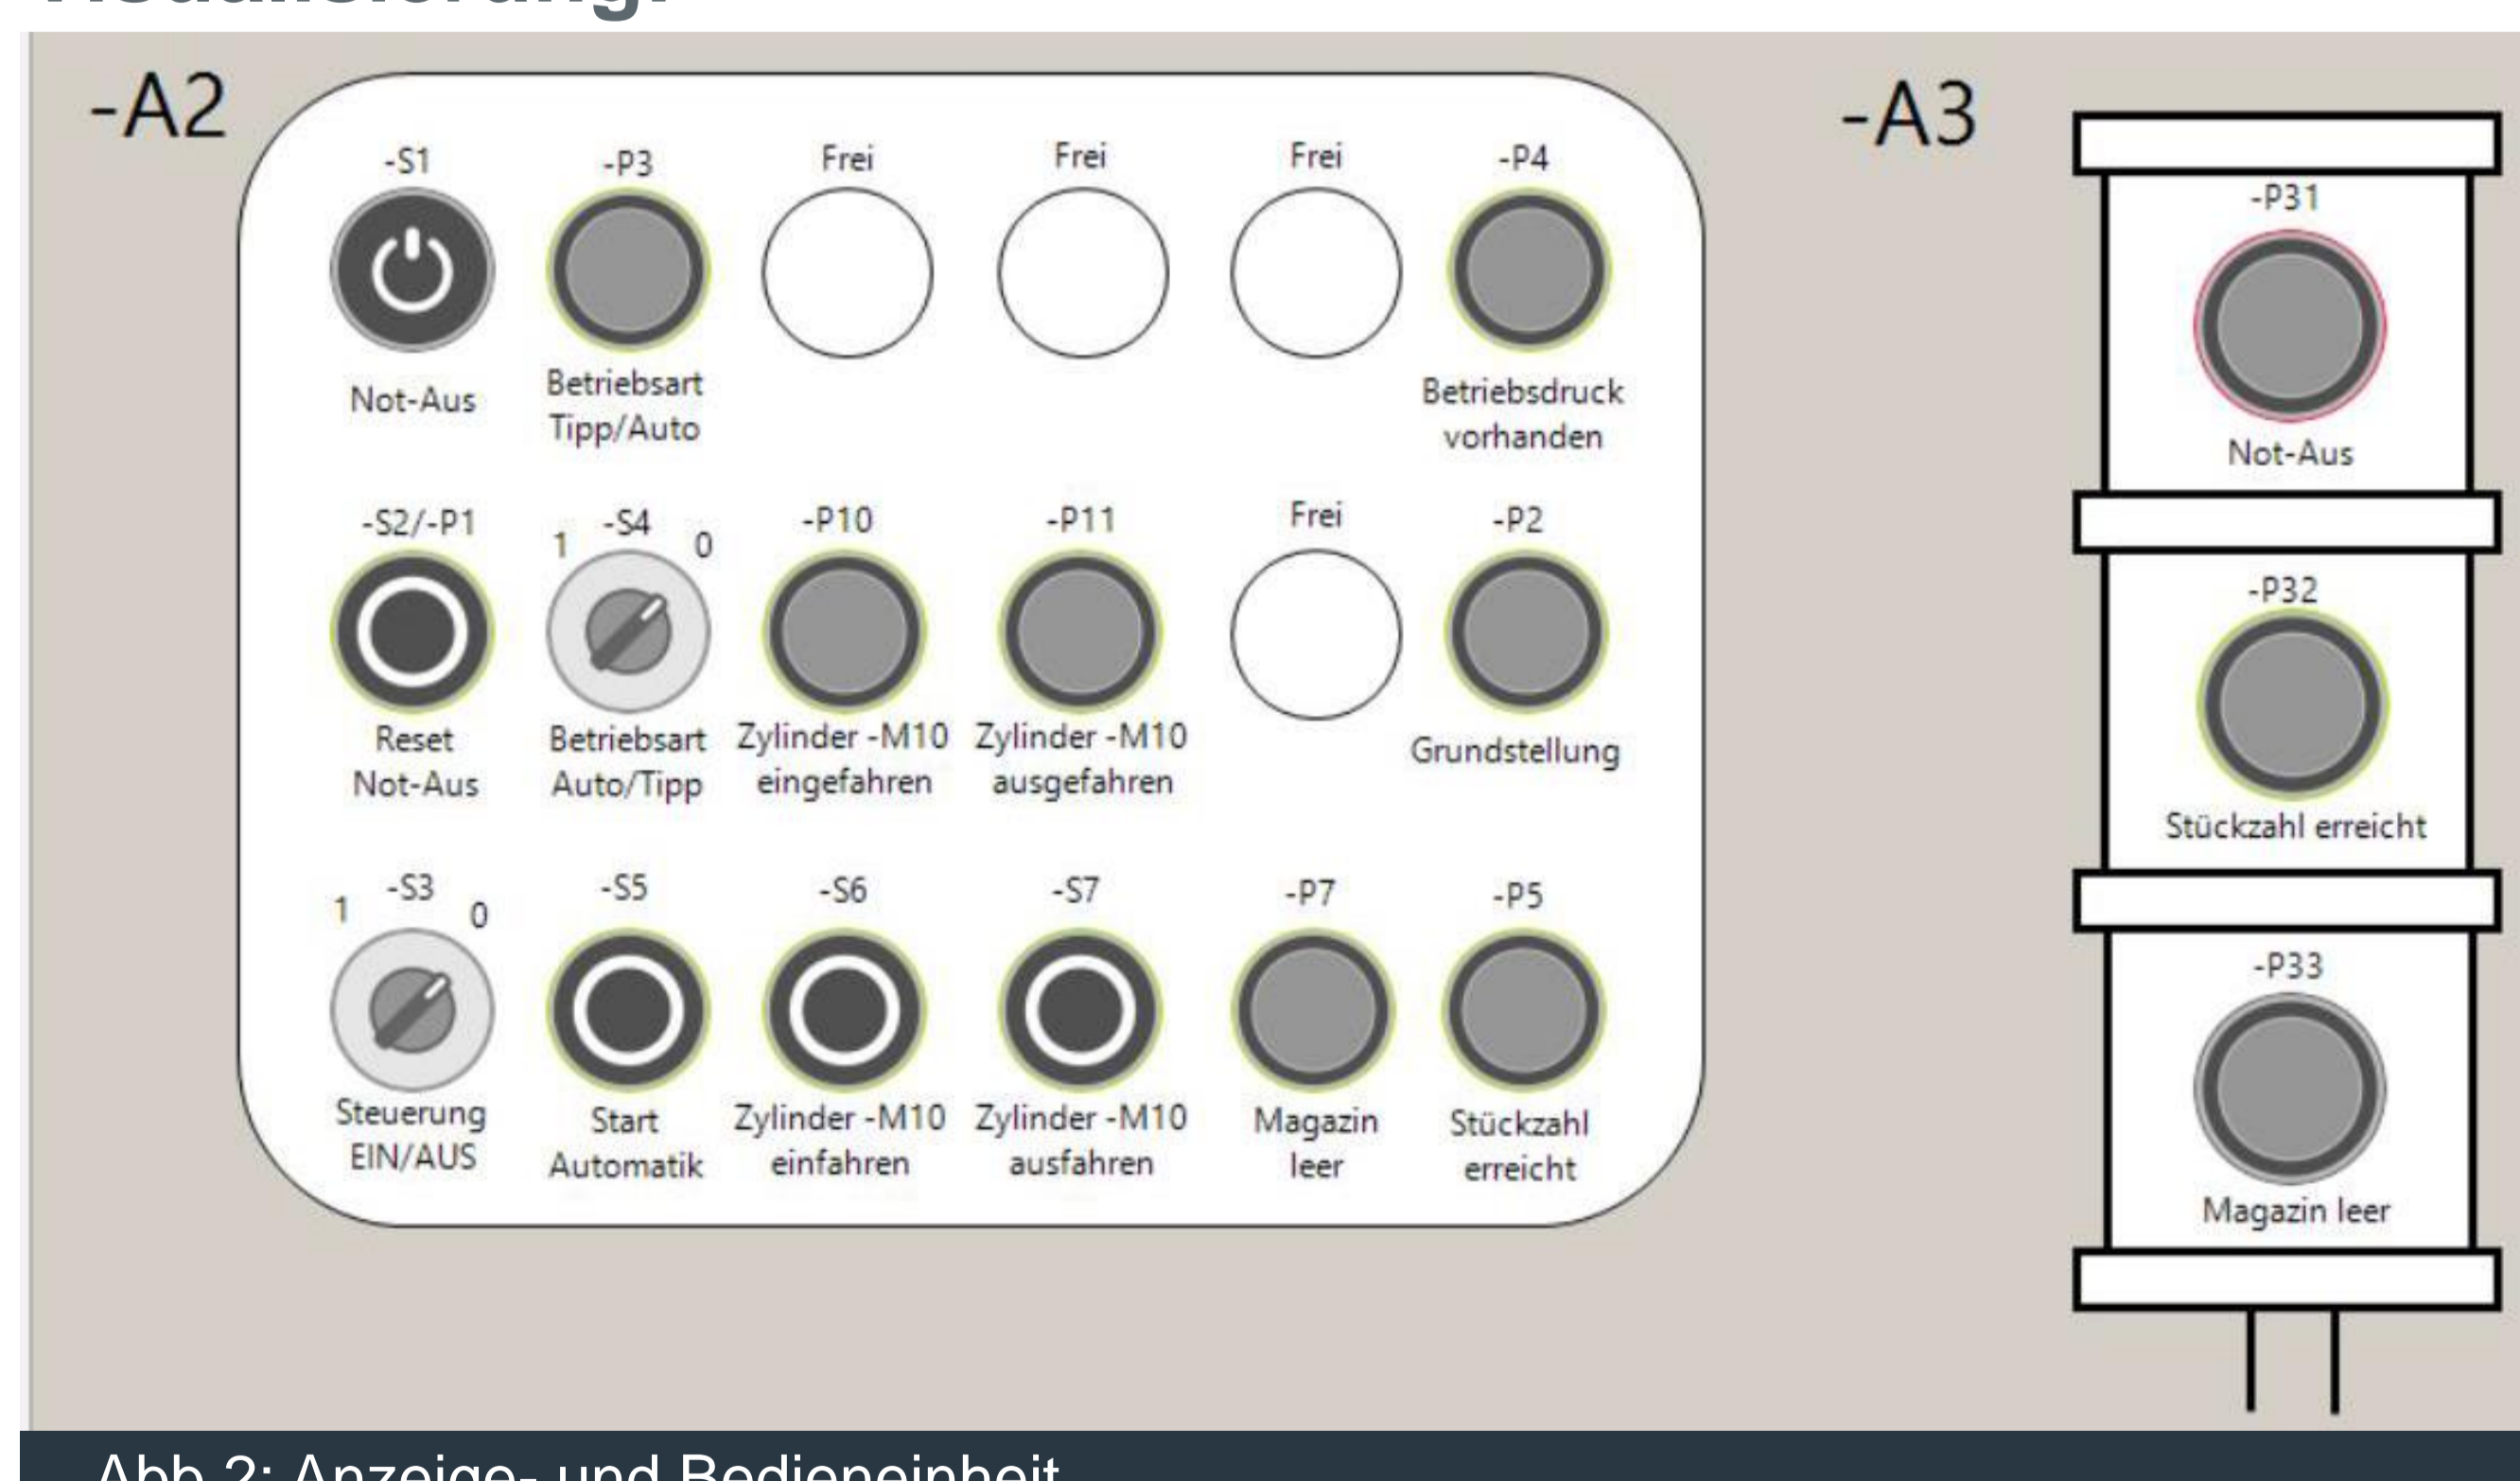 -A2
-A3
-S1
-P3
Frei
Frei
Frei
-P4
Not-Aus
Betriebsart
Tipp/Auto
Betriebsdruck
vorhanden
-S2/-P1
1 -S4 0
-P10
-P11
Frei
-P2
Reset
Not-Aus
Betriebsart
Auto/Tipp
Zylinder -M10
eingefahren
Zylinder -M10
ausgefahren
Grundstellung
1 -S3 0
-S5
-S6
-S7
-P7
-P5
Steuerung
EIN/AUS
Start
Automatik
Zylinder -M10
einfahren
Zylinder -M10
ausfahren
Magazin
leer
Stückzahl
erreicht
-P31
Not-Aus
-P32
Stückzahl erreicht
-P33
Magazin leer
Abb 2: Anzeige- und Bedieneinheit